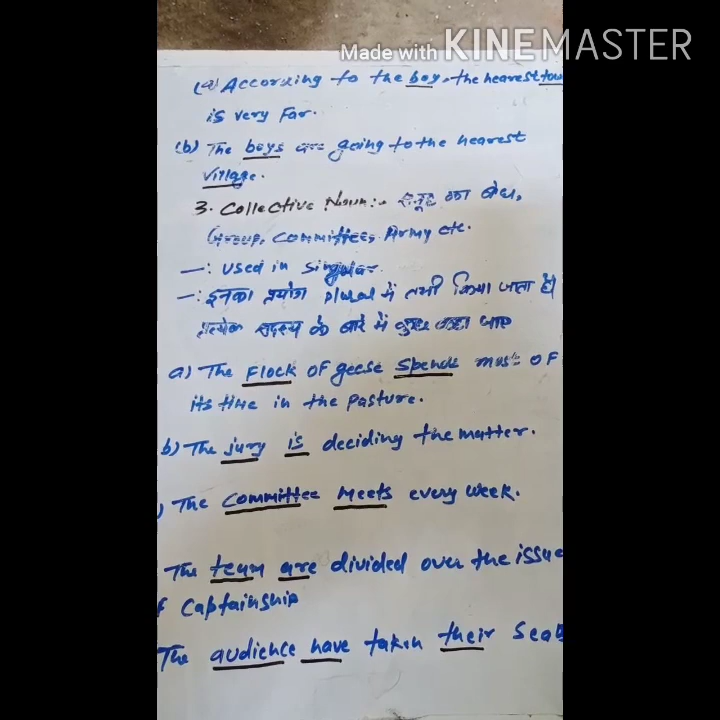 Made with KINEMASTER
(a) According to the boy, the nearest tow
is very Far.
(b) The boys are going to the nearest
village.
3. Collective Noun:- समूह का बोध,
Group, Committee, Army etc.
—: Used in Singular
—: इनका प्रयोग plural में तभी किया जाता है।
प्रत्येक सदस्य के बारे में कुछ कहा जाए
a) The Flock of geese Spends most OF
its time in the Pasture.
b) The jury is deciding the matter.
) The Committee Meets every week.
The team are divided over the issue
f Captainship
The audience have taken their Seats